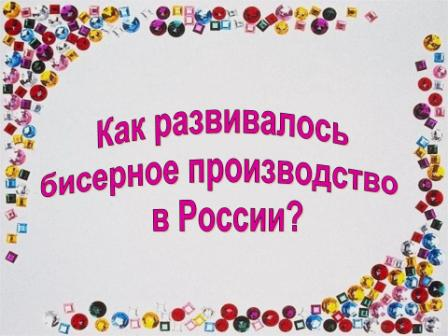 Как развивалось
бисерное производство
в России?